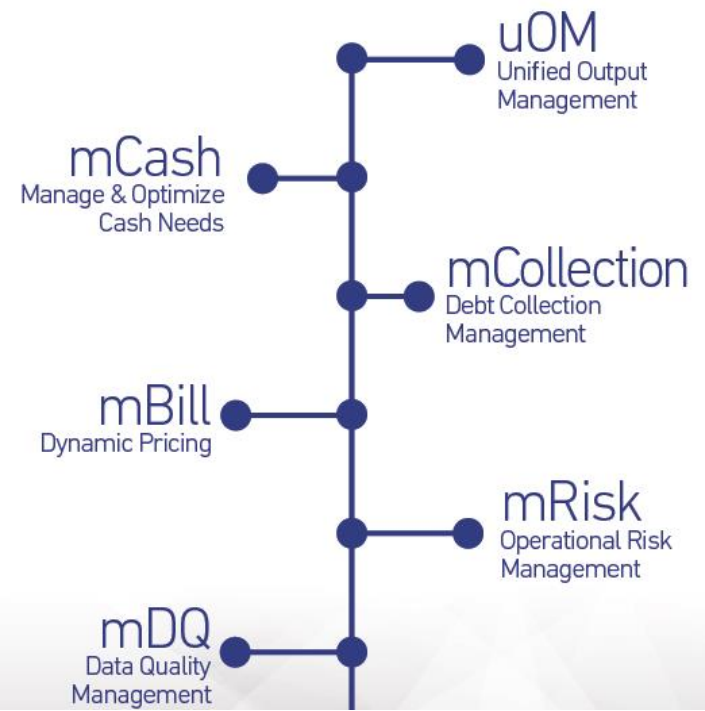 uOM
Unified Output
Management
mCash
Manage & Optimize
Cash Needs
mCollection
Debt Collection
Management
mBill
Dynamic Pricing
mRisk
Operational Risk
Management
mDQ
Data Quality
Management